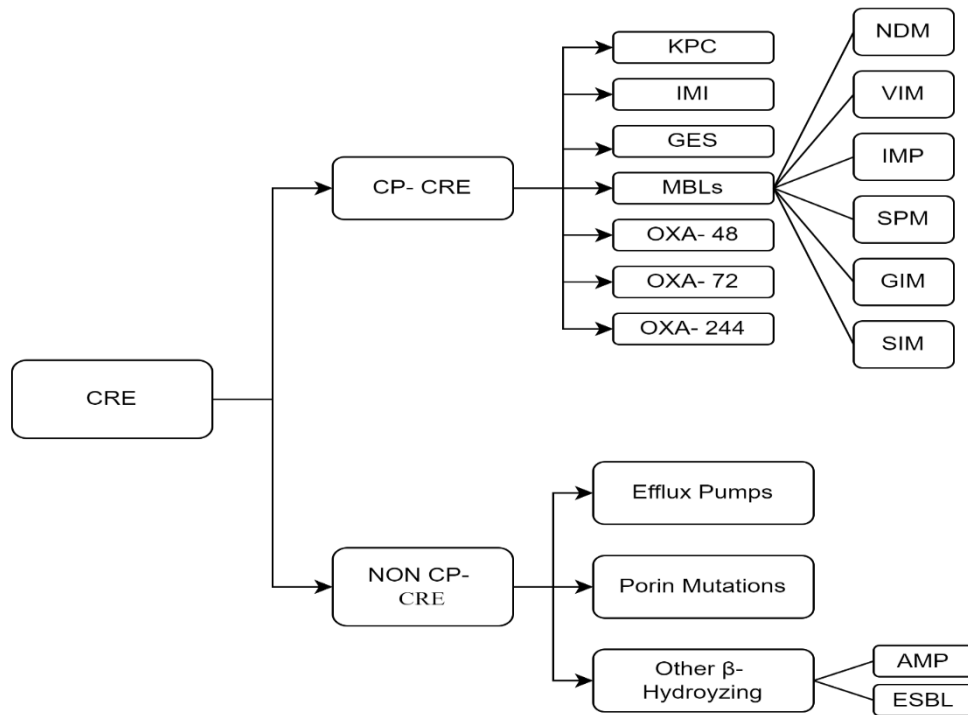 CRE
CP- CRE
KPC
IMI
GES
MBLs
OXA- 48
OXA- 72
OXA- 244
NDM
VIM
IMP
SPM
GIM
SIM
NON CP-
CRE
Efflux Pumps
Porin Mutations
Other β-
Hydroyzing
AMP
ESBL